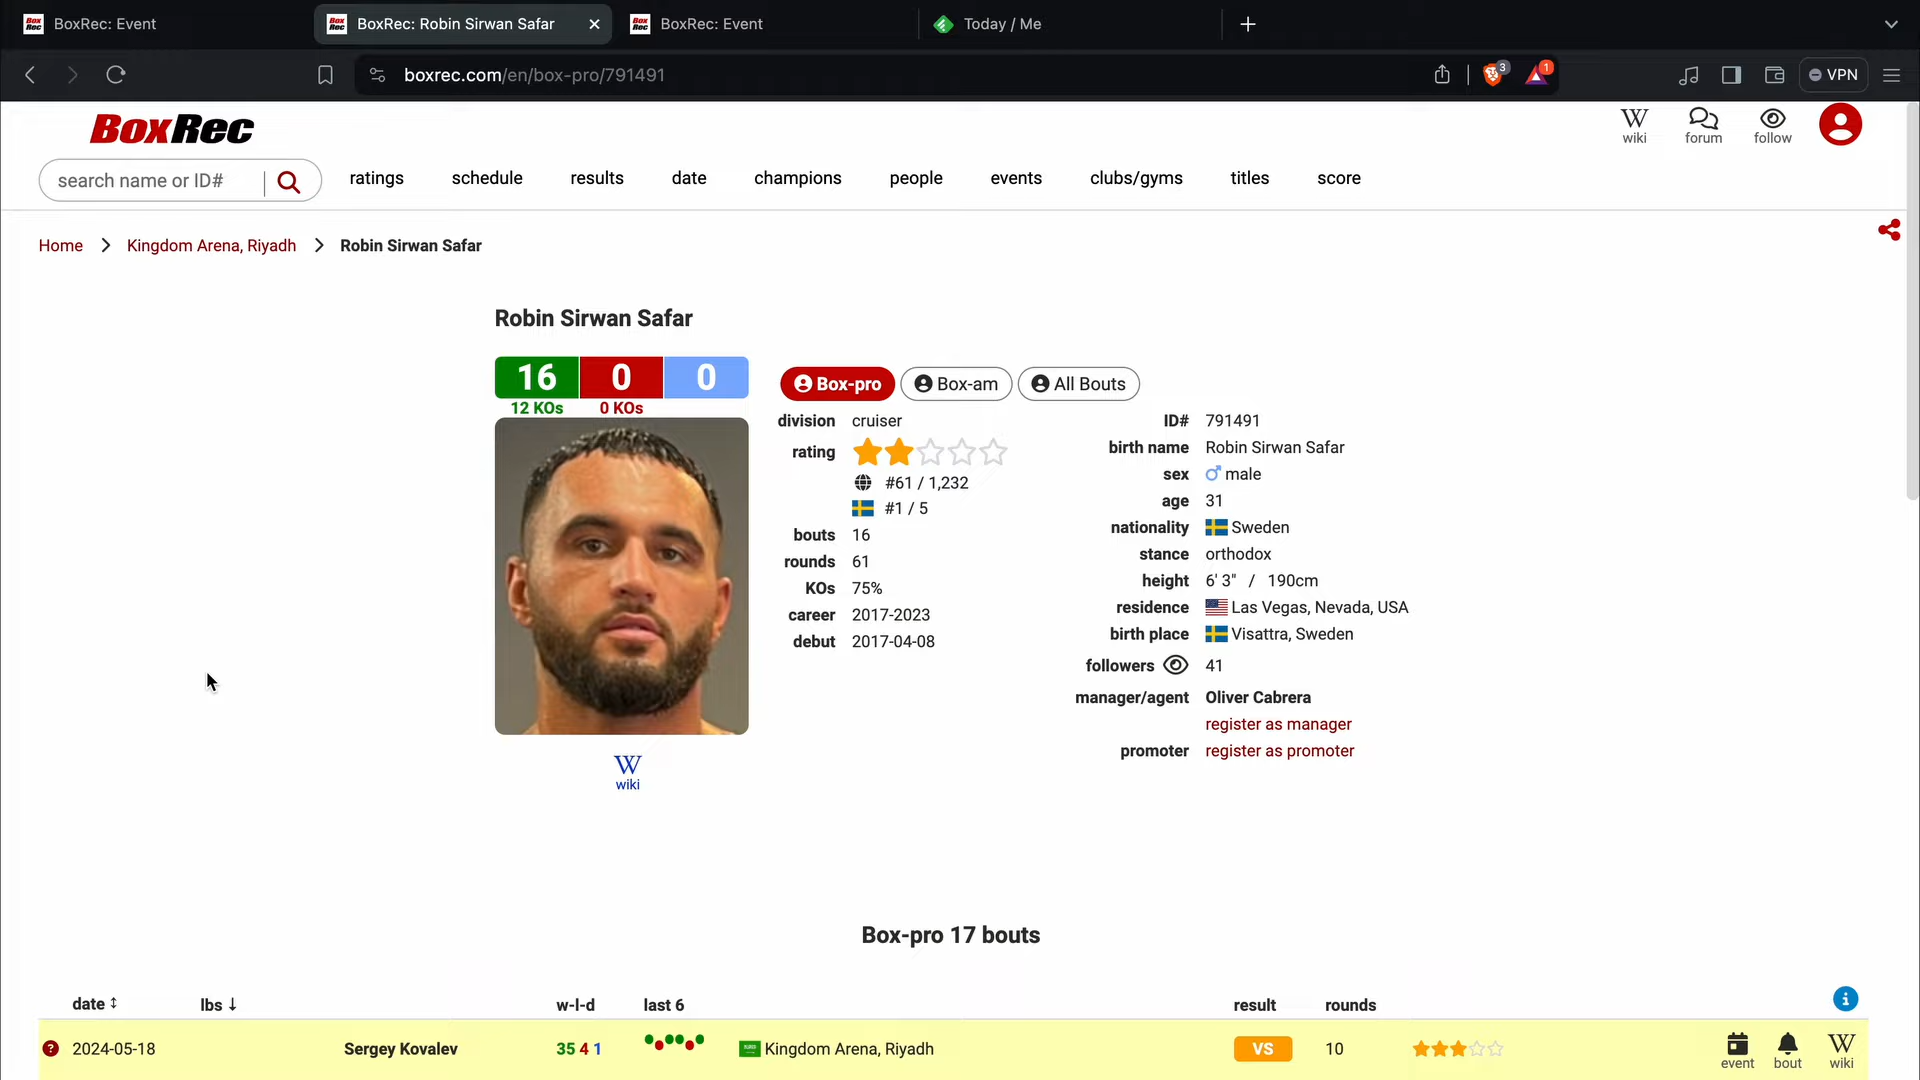 BoxRec: Event
BoxRec: Robin Sirwan Safar
BoxRec: Event
Today / Me
boxrec.com/en/box-pro/791491
3
1
VPN
BoxRec
W
wiki
forum
follow
search name or ID#
ratings
schedule
results
date
champions
people
events
clubs/gyms
titles
score
Home
Kingdom Arena, Riyadh
Robin Sirwan Safar
Robin Sirwan Safar
16 0 0
12 KOs 0 KOs
Box-pro
Box-am
All Bouts
division cruiser
rating
#61 / 1,232
#1 / 5
bouts 16
rounds 61
KOs 75%
career 2017-2023
debut 2017-04-08
ID# 791491
birth name Robin Sirwan Safar
sex male
age 31
nationality Sweden
stance orthodox
height 6' 3" / 190cm
residence Las Vegas, Nevada, USA
birth place Visattra, Sweden
followers 41
manager/agent Oliver Cabrera
register as manager
promoter register as promoter
W
wiki
Box-pro 17 bouts
date lbs w-l-d last 6 result rounds
2024-05-18 Sergey Kovalev 35 4 1 Kingdom Arena, Riyadh VS 10
event bout W wiki